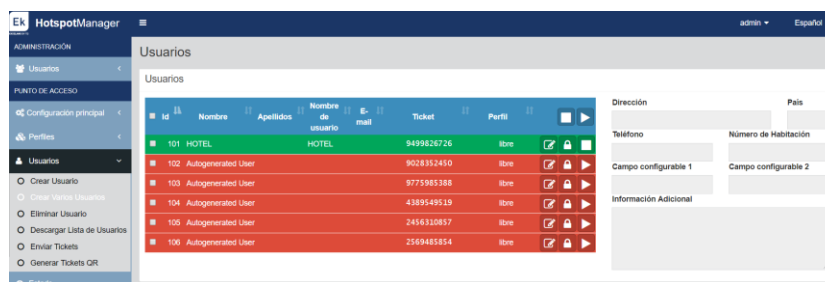 Ek HotspotManager
admin
Español
ADMINISTRACIÓN
Usuarios
PUNTO DE ACCESO
Configuración principal
Perfiles
Usuarios
Crear Usuario
Crear Varios Usuarios
Eliminar Usuario
Descargar Lista de Usuarios
Enviar Tickets
Generar Tickets QR
Usuarios
Usuarios
Id Nombre Apellidos Nombre de usuario E-mail Ticket Perfil
101 HOTEL HOTEL 9499826726 libre
102 Autogenerated User 9028352450 libre
103 Autogenerated User 9775985388 libre
104 Autogenerated User 4389549519 libre
105 Autogenerated User 2456310857 libre
106 Autogenerated User 2569485854 libre
Dirección País
Teléfono Número de Habitación
Campo configurable 1 Campo configurable 2
Información Adicional